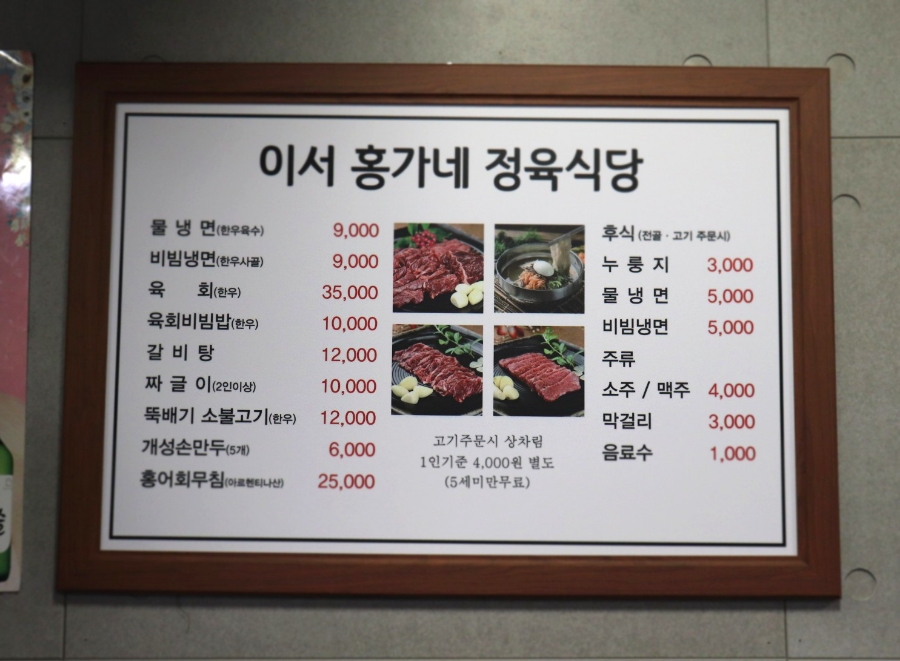 이서 홍가네 정육식당
물 냉 면(한우육수) 9,000
비빔냉면(한우사골) 9,000
육 회(한우) 35,000
육회비빔밥(한우) 10,000
갈 비 탕 12,000
짜 글 이(2인이상) 10,000
뚝배기 소불고기(한우) 12,000
개성손만두(5개) 6,000
홍어회무침(아르헨티나산) 25,000
고기주문시 상차림
1인기준 4,000원 별도
(5세미만무료)
후식(전골 · 고기 주문시)
누 룽 지 3,000
물 냉 면 5,000
비빔냉면 5,000
주류
소주 / 맥주 4,000
막걸리 3,000
음료수 1,000